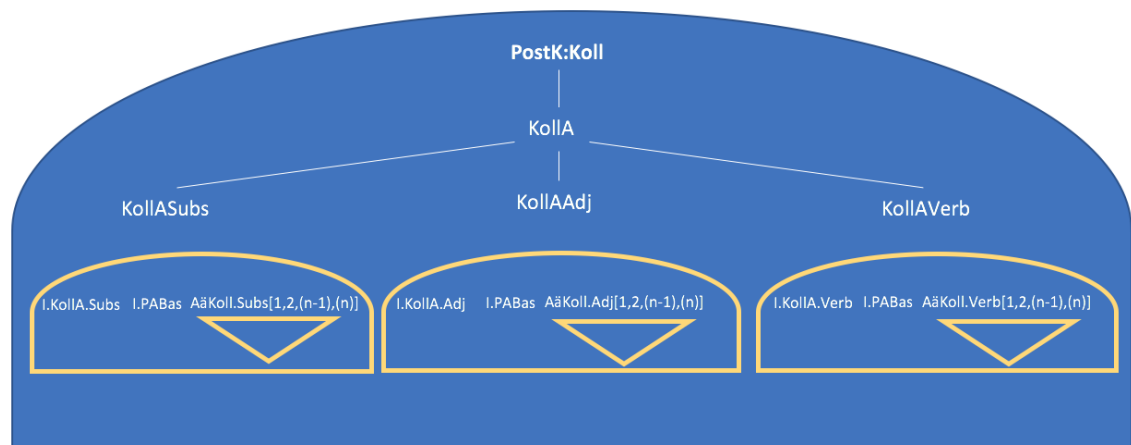 PostK:Koll
KollA
KollASubs KollAAdj KollAVerb
I.KollA.Subs I.PABas AäKoll.Subs[1,2,(n-1),(n)] I.KollA.Adj I.PABas AäKoll.Adj[1,2,(n-1),(n)] I.KollA.Verb I.PABas AäKoll.Verb[1,2,(n-1),(n)]